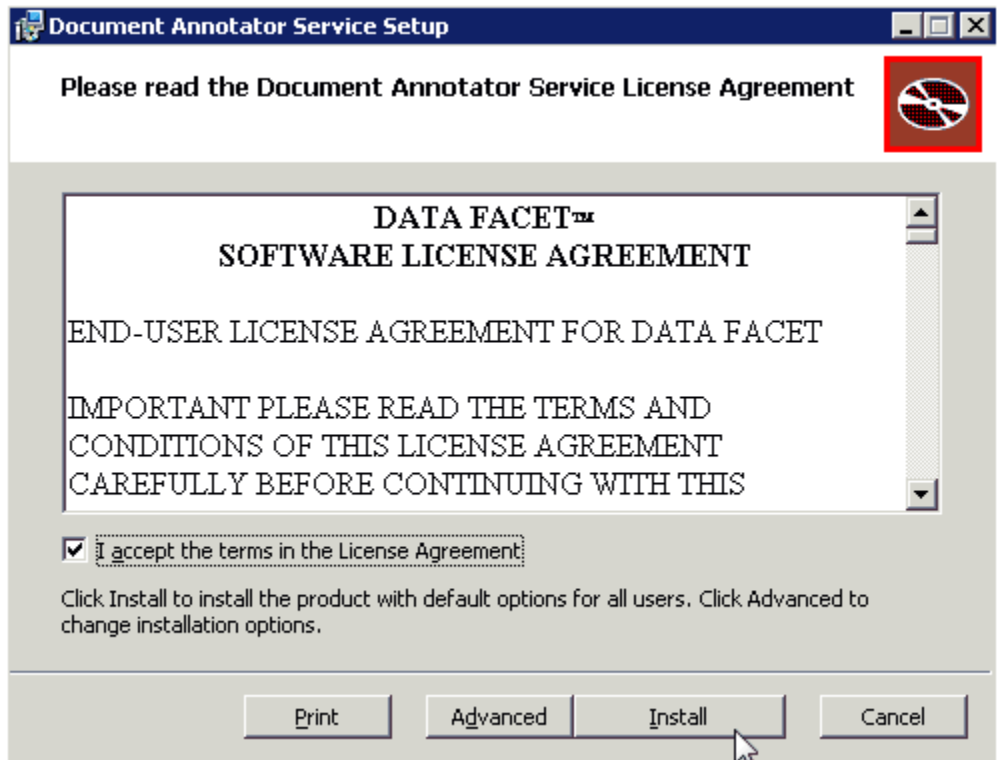 Document Annotator Service Setup
Please read the Document Annotator Service License Agreement
DATA FACET™
SOFTWARE LICENSE AGREEMENT
END-USER LICENSE AGREEMENT FOR DATA FACET
IMPORTANT PLEASE READ THE TERMS AND
CONDITIONS OF THIS LICENSE AGREEMENT
CAREFULLY BEFORE CONTINUING WITH THIS
I accept the terms in the License Agreement
Click Install to install the product with default options for all users. Click Advanced to
change installation options.
Print Advanced Install Cancel